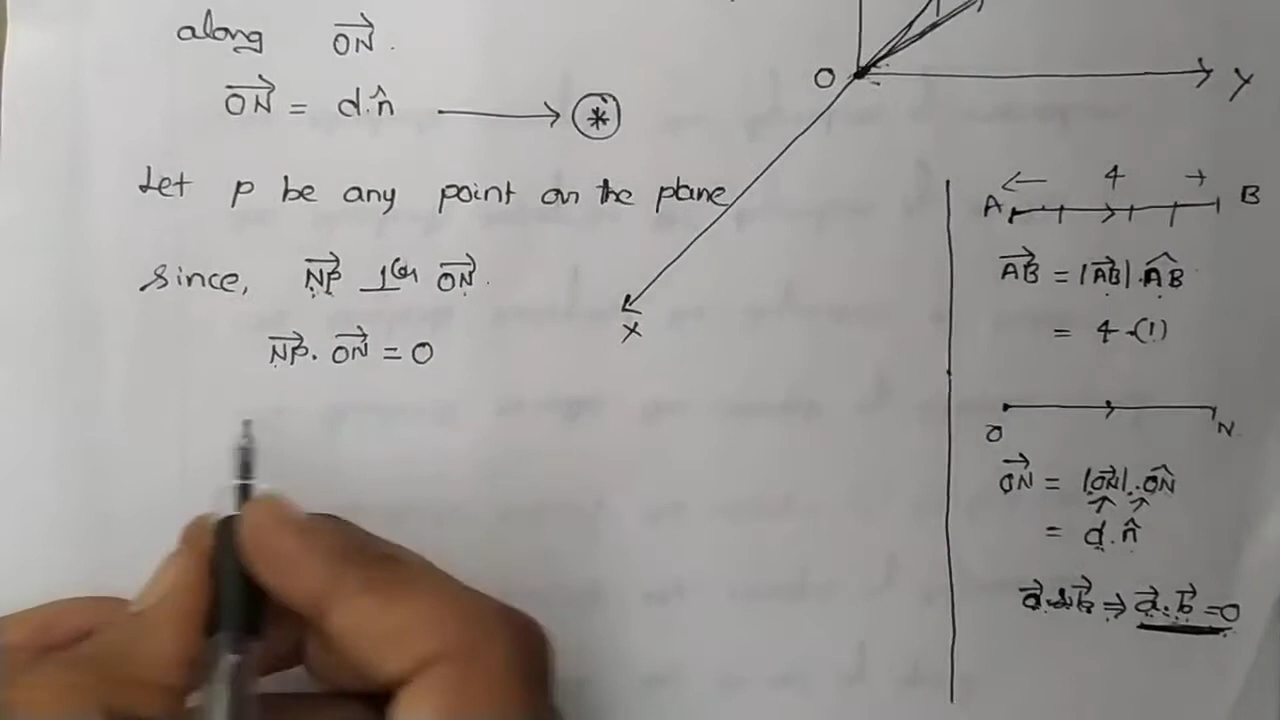 along ON⃗.
ON⃗ = d.n̂ ⟶ (*)
Let p be any point on the plane
since, NP⃗ ⊥lar ON⃗.
NP⃗. ON⃗ = 0
O
Y
X
← 4 →
A B
AB⃗ = |AB⃗|.AB̂
= 4.(1)
O N
ON⃗ = |ON⃗|.ON̂
↑ ↑
= d.n̂
⇒ a⃗.b⃗ = 0